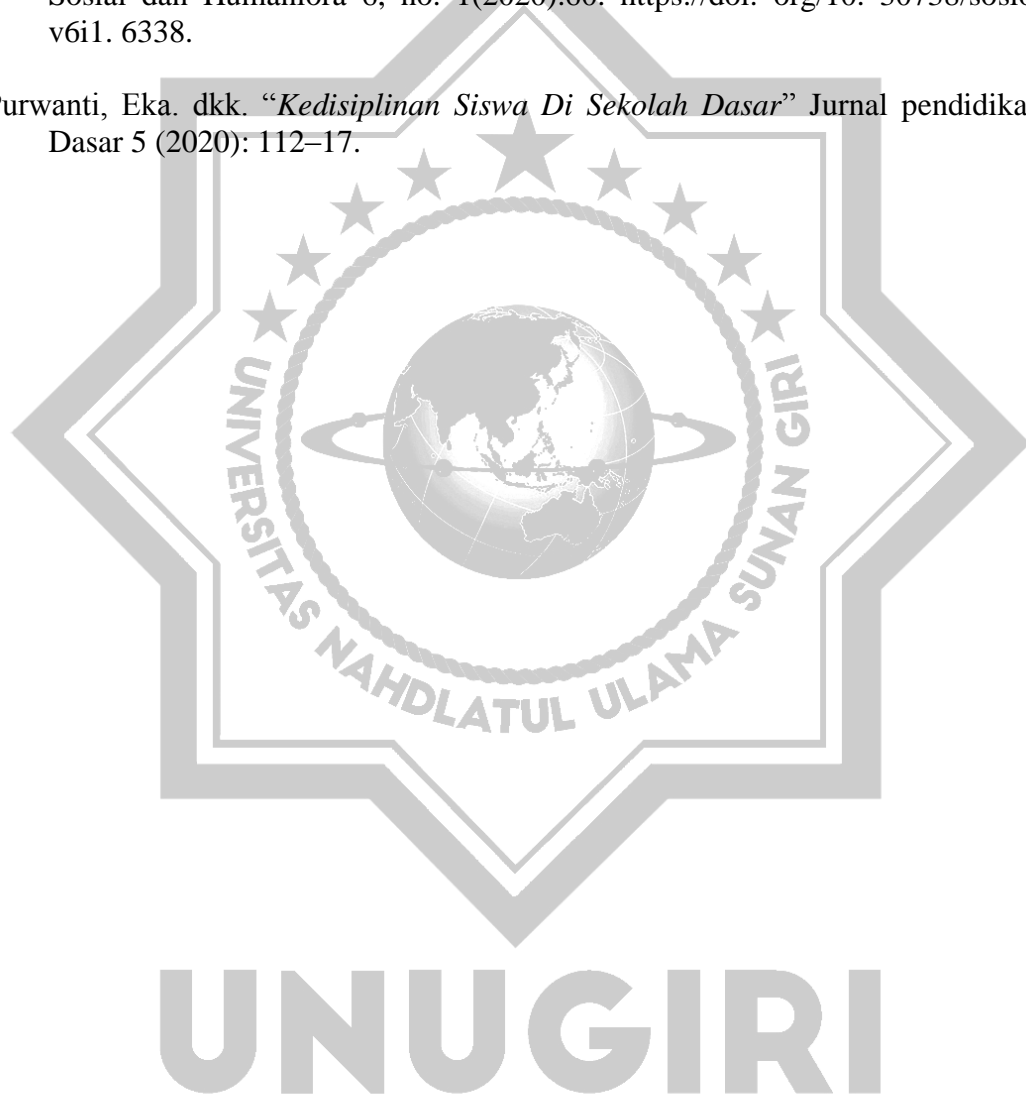 Sosial dan Humaniora 6, no. 1(2020):60. https://doi. org/10. 30738/sosio.
v6i1. 6338.
Purwanti, Eka. dkk. “Kedisiplinan Siswa Di Sekolah Dasar” Jurnal pendidika
Dasar 5 (2020): 112–17.
UNIVERSITAS NAHDLATUL ULAMA SUNAN GIRI
UNUGIRI